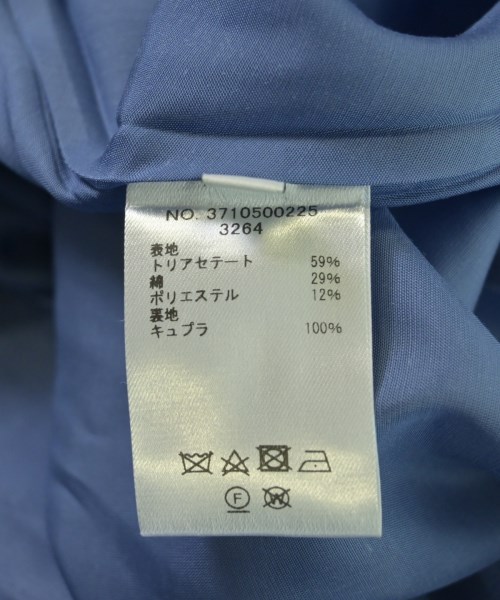 NO. 3710500225
3264
表地
トリアセテート 59%
綿 29%
ポリエステル 12%
裏地
キュプラ 100%
F
W